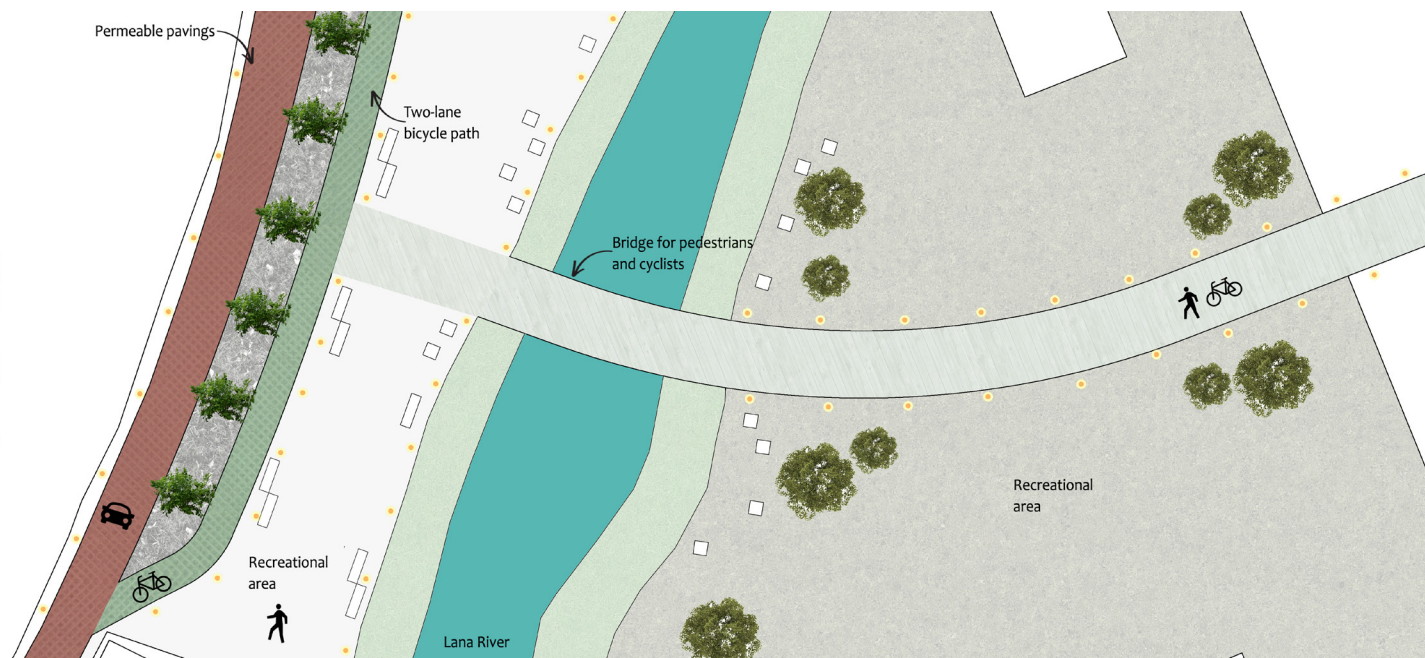 Permeable pavings
Two-lane
bicycle path
Bridge for pedestrians
and cyclists
Recreational
area
Recreational
area
Lana River